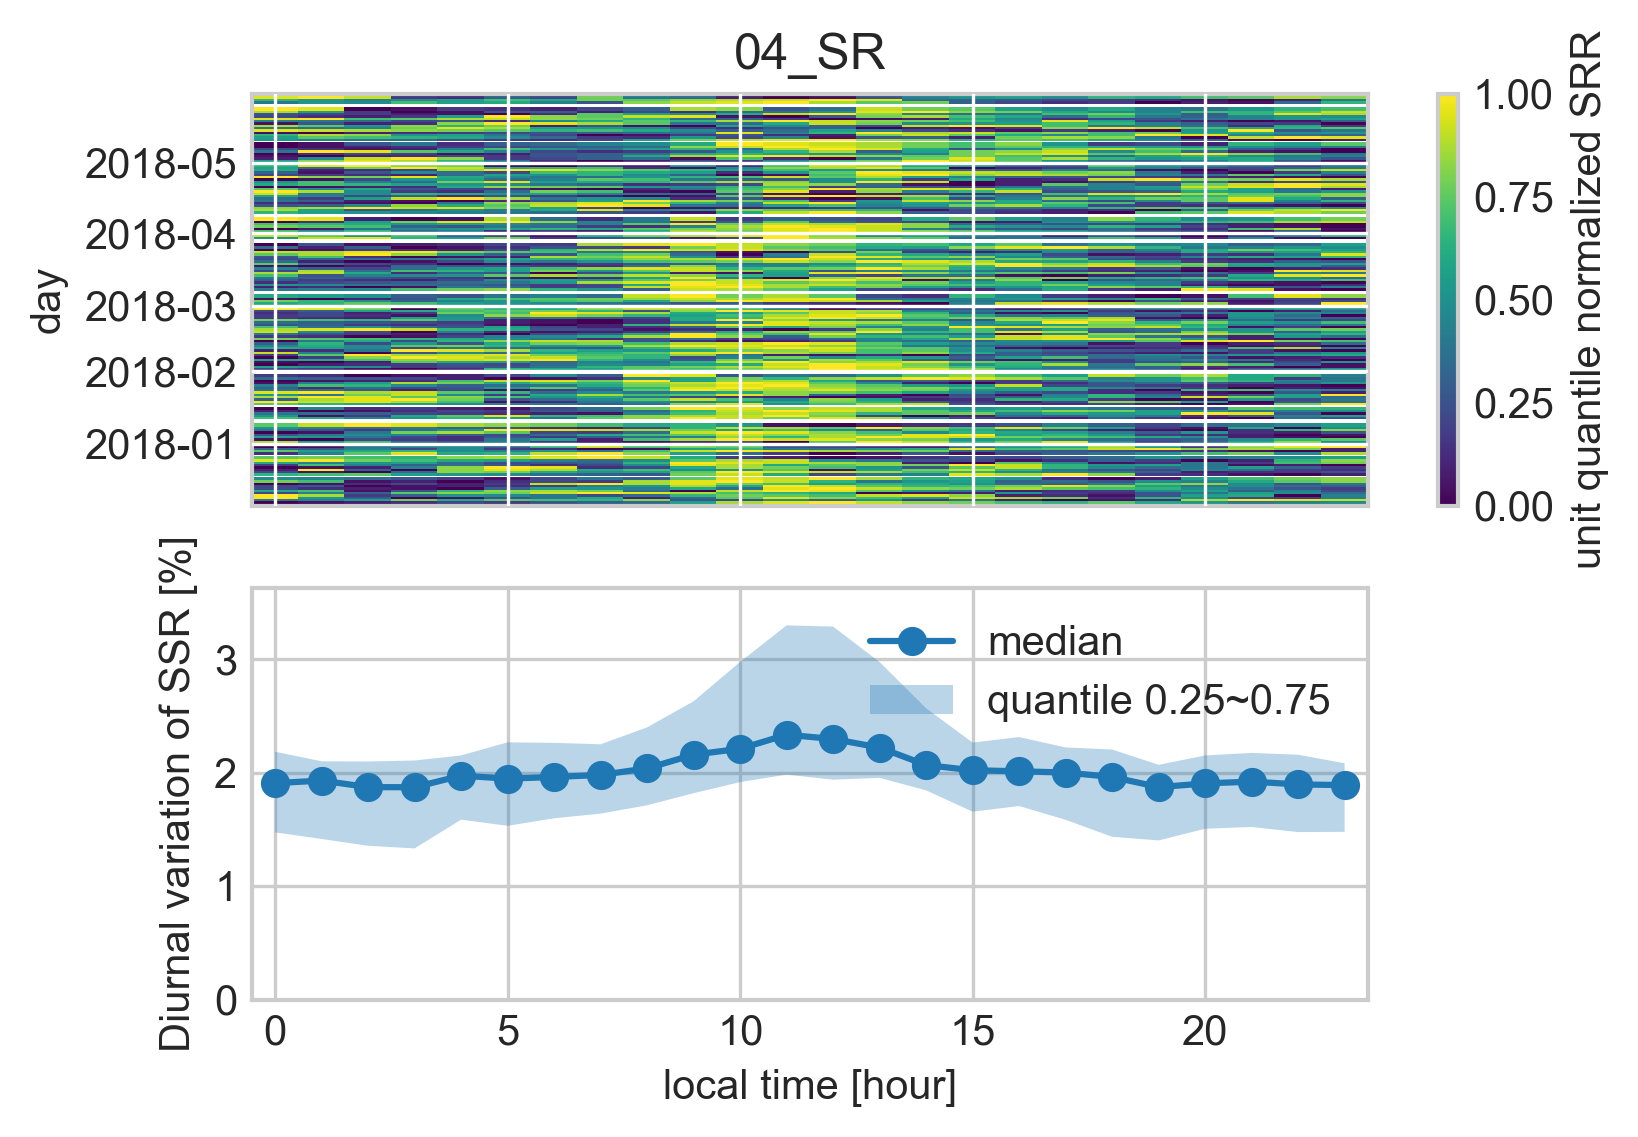 04_SR
day
2018-05
2018-04
2018-03
2018-02
2018-01
1.00
0.75
0.50
0.25
0.00
unit quantile normalized SRR
Diurnal variation of SSR [%]
3
2
1
0
median
quantile 0.25~0.75
0 5 10 15 20
local time [hour]